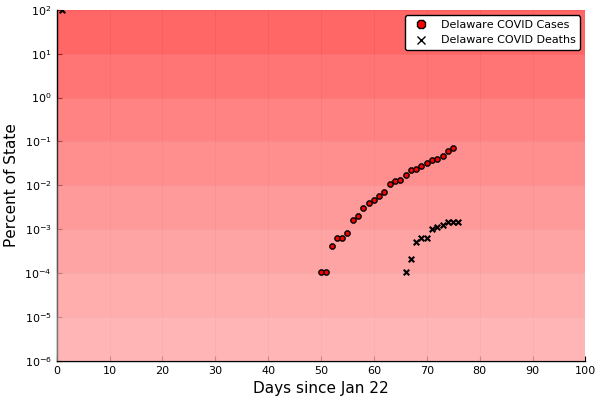 Delaware COVID Cases
Delaware COVID Deaths
Percent of State
10²
10¹
10⁰
10⁻¹
10⁻²
10⁻³
10⁻⁴
10⁻⁵
10⁻⁶
0 10 20 30 40 50 60 70 80 90 100
Days since Jan 22